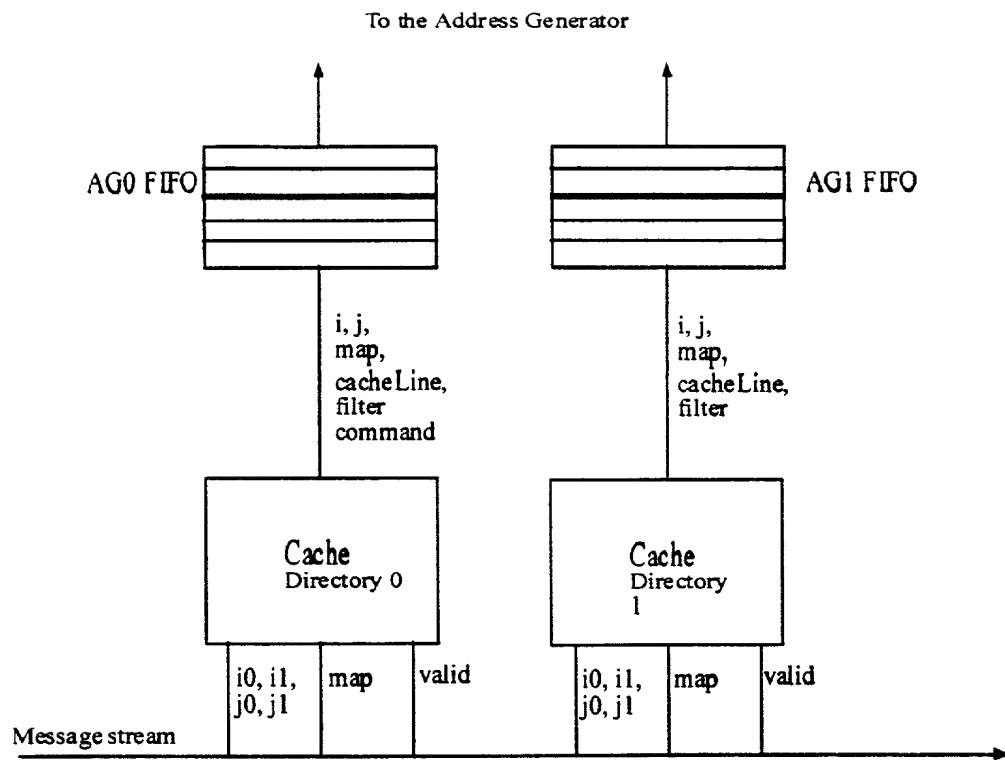 To the Address Generator
AG0 FIFO
AG1 FIFO
i, j,
map,
cacheLine,
filter
command
i, j,
map,
cacheLine,
filter
Cache
Directory 0
Cache
Directory
1
i0, i1,
j0, j1
map
valid
i0, i1,
j0, j1
map
valid
Message stream